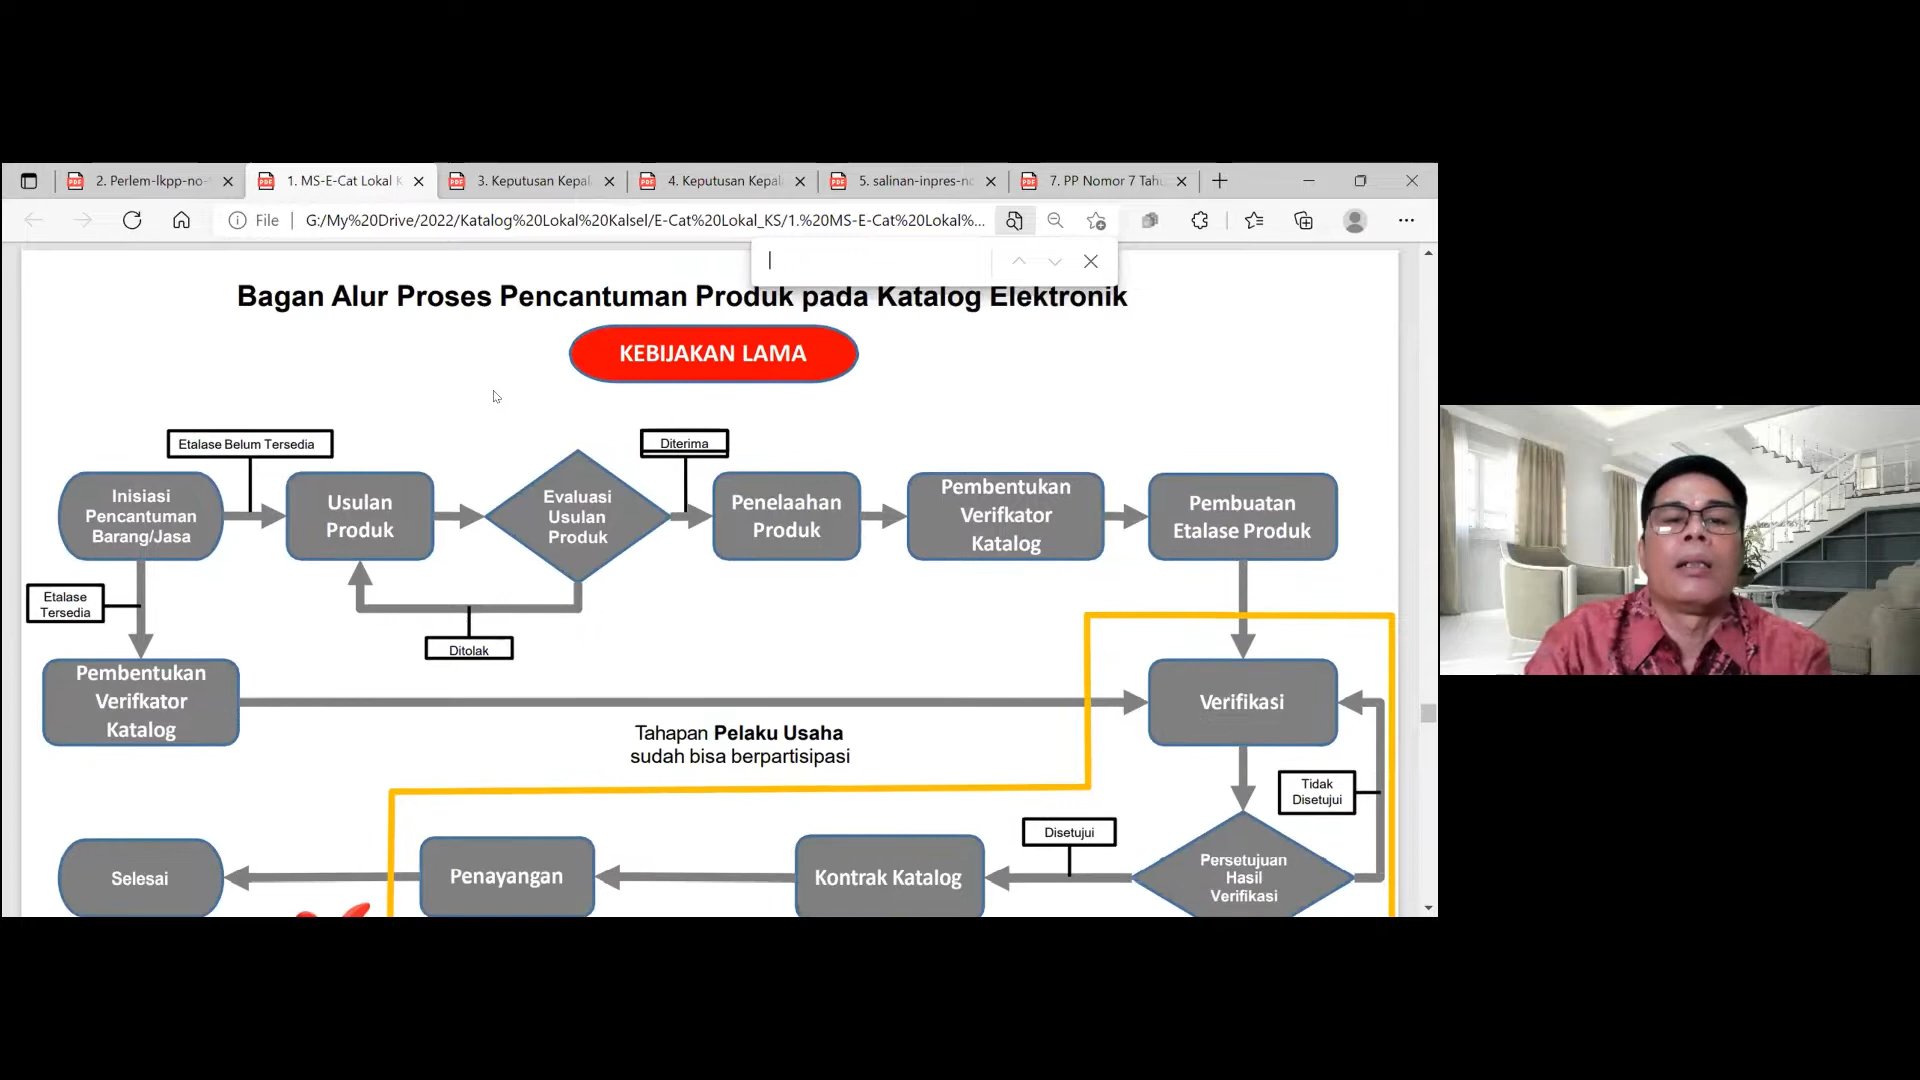 2. Perlem-lkpp-no-
1. MS-E-Cat Lokal K
3. Keputusan Kepal
4. Keputusan Kepal
5. salinan-inpres-no
7. PP Nomor 7 Tahu
File
G:/My%20Drive/2022/Katalog%20Lokal%20Kalsel/E-Cat%20Lokal_KS/1.%20MS-E-Cat%20Lokal%...
Bagan Alur Proses Pencantuman Produk pada Katalog Elektronik
KEBIJAKAN LAMA
Etalase Belum Tersedia
Diterima
Inisiasi
Pencantuman
Barang/Jasa
Usulan
Produk
Evaluasi
Usulan
Produk
Penelaahan
Produk
Pembentukan
Verifkator
Katalog
Pembuatan
Etalase Produk
Etalase
Tersedia
Ditolak
Pembentukan
Verifkator
Katalog
Verifikasi
Tahapan Pelaku Usaha
sudah bisa berpartisipasi
Tidak
Disetujui
Disetujui
Selesai
Penayangan
Kontrak Katalog
Persetujuan
Hasil
Verifikasi